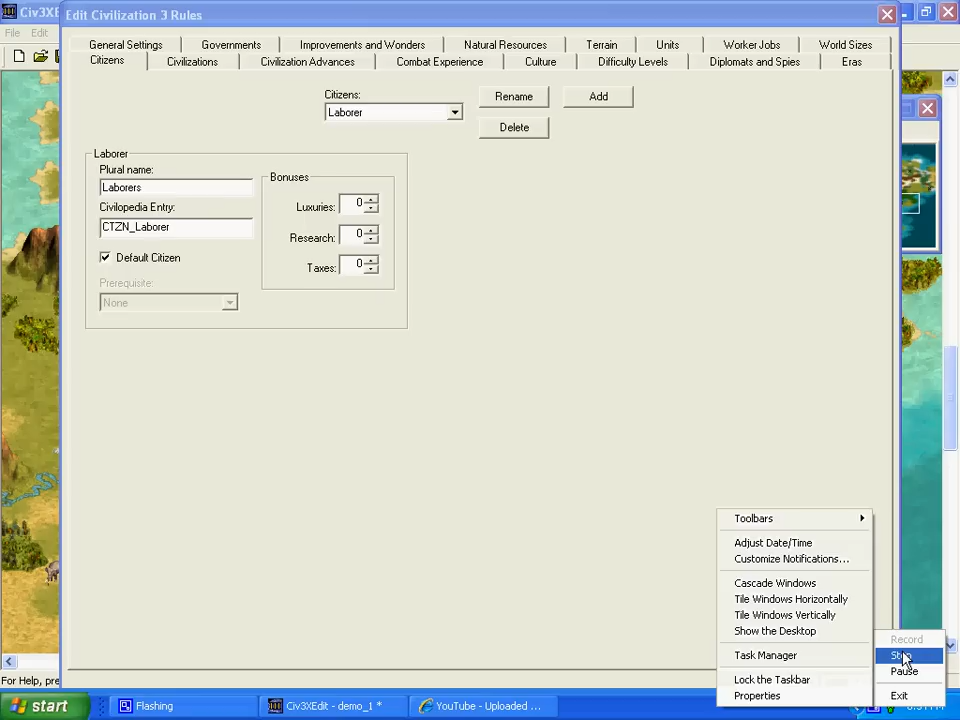 Civ3XE
Edit Civilization 3 Rules
File Edit
General Settings Governments Improvements and Wonders Natural Resources Terrain Units Worker Jobs World Sizes
Citizens Civilizations Civilization Advances Combat Experience Culture Difficulty Levels Diplomats and Spies Eras
Citizens:
Laborer
Rename
Add
Delete
Laborer
Plural name:
Laborers
Civilopedia Entry:
CTZN_Laborer
Default Citizen
Prerequisite:
None
Bonuses
Luxuries: 0
Research: 0
Taxes: 0
Toolbars
Adjust Date/Time
Customize Notifications...
Cascade Windows
Tile Windows Horizontally
Tile Windows Vertically
Show the Desktop
Task Manager
Lock the Taskbar
Properties
Record
Stop
Pause
Exit
For Help, pre
start
Flashing
Civ3XEdit - demo_1 *
YouTube - Uploaded ...